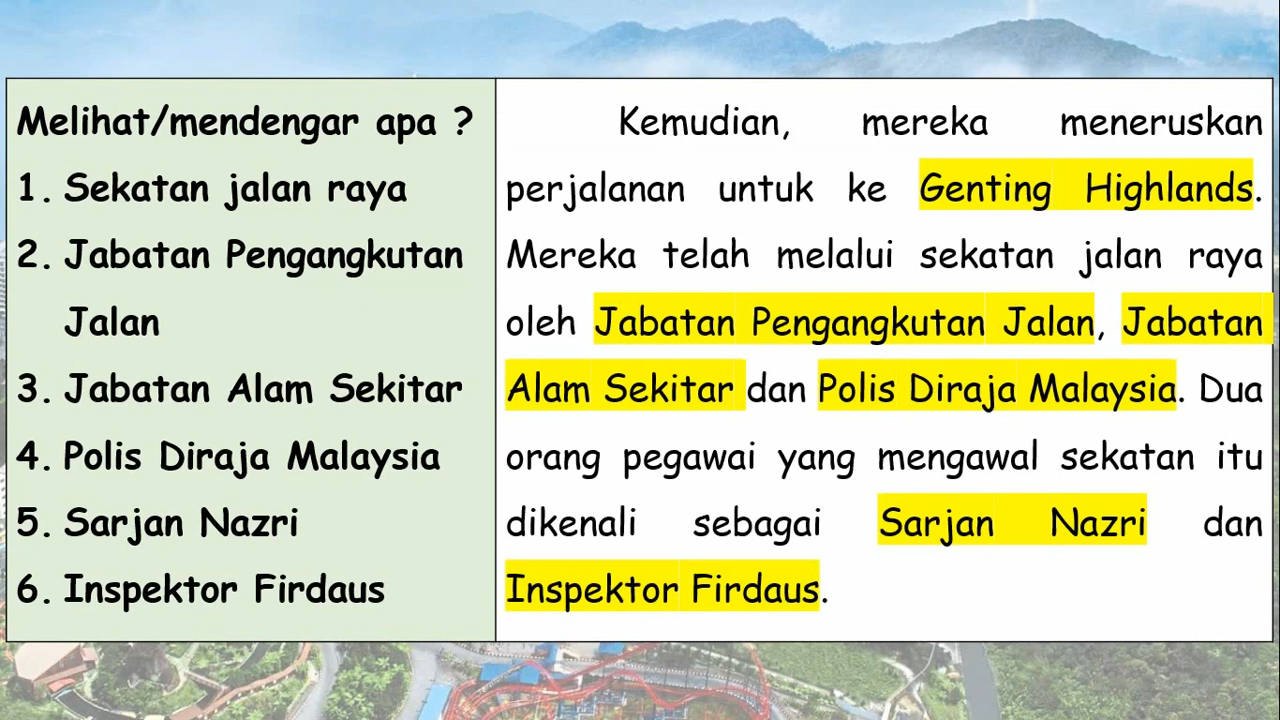 Melihat/mendengar apa ?
1. Sekatan jalan raya
2. Jabatan Pengangkutan
Jalan
3. Jabatan Alam Sekitar
4. Polis Diraja Malaysia
5. Sarjan Nazri
6. Inspektor Firdaus
Kemudian, mereka meneruskan
perjalanan untuk ke Genting Highlands.
Mereka telah melalui sekatan jalan raya
oleh Jabatan Pengangkutan Jalan, Jabatan
Alam Sekitar dan Polis Diraja Malaysia. Dua
orang pegawai yang mengawal sekatan itu
dikenali sebagai Sarjan Nazri dan
Inspektor Firdaus.